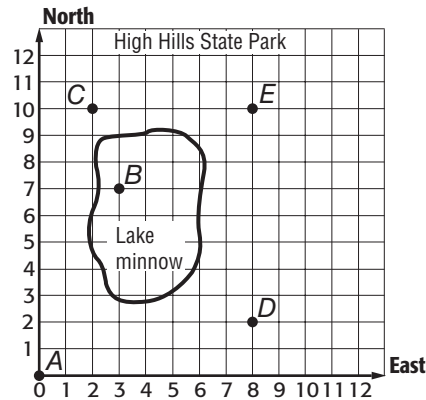 North
High Hills State Park
12
11
10
9
8
7
6
5
4
3
2
1
C
E
B
Lake
minnow
D
A
East
0 1 2 3 4 5 6 7 8 9 10 11 12